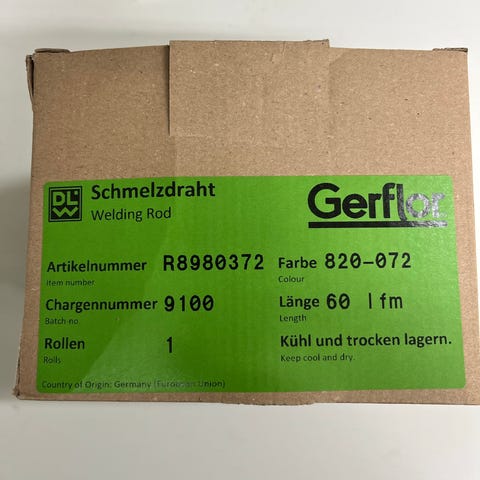 DLW
Schmelzdraht
Welding Rod
Gerflor
Artikelnummer R8980372
Item number
Farbe 820-072
Colour
Chargennummer 9100
Batch-no.
Länge 60 lfm
Length
Rollen 1
Rolls
Kühl und trocken lagern.
Keep cool and dry.
Country of Origin: Germany (European Union)